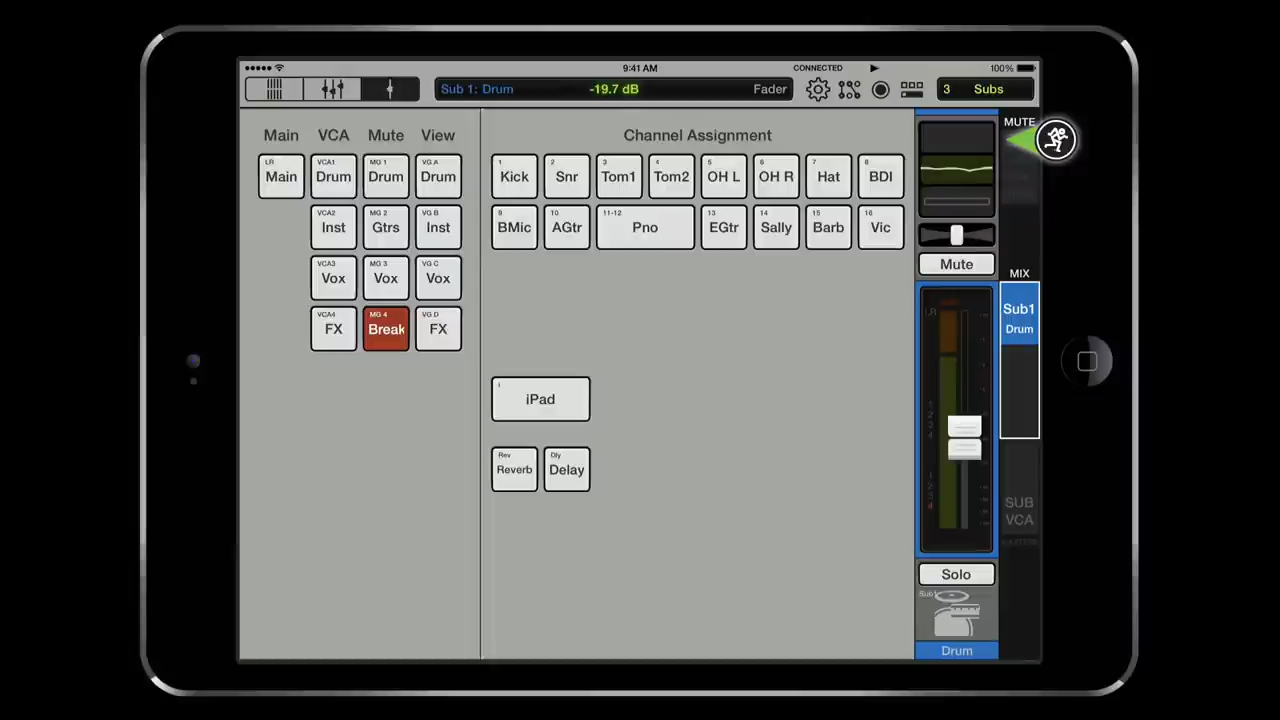 9:41 AM
CONNECTED
100%
Sub 1: Drum
-19.7 dB
Fader
3 Subs
MUTE
Main VCA Mute View
Channel Assignment
LR
Main
VCA1
Drum
MG 1
Drum
VG A
Drum
VCA2
Inst
MG 2
Gtrs
VG B
Inst
VCA3
Vox
MG 3
Vox
VG C
Vox
VCA4
FX
MG 4
Break
VG D
FX
1
Kick
2
Snr
3
Tom1
4
Tom2
5
OH L
6
OH R
7
Hat
8
BDI
9
BMic
10
AGtr
11-12
Pno
13
EGtr
14
Sally
15
Barb
16
Vic
i
iPad
Rev
Reverb
Dly
Delay
Mute
MIX
Sub1
Drum
LR
SUB
VCA
Solo
Sub1
Drum